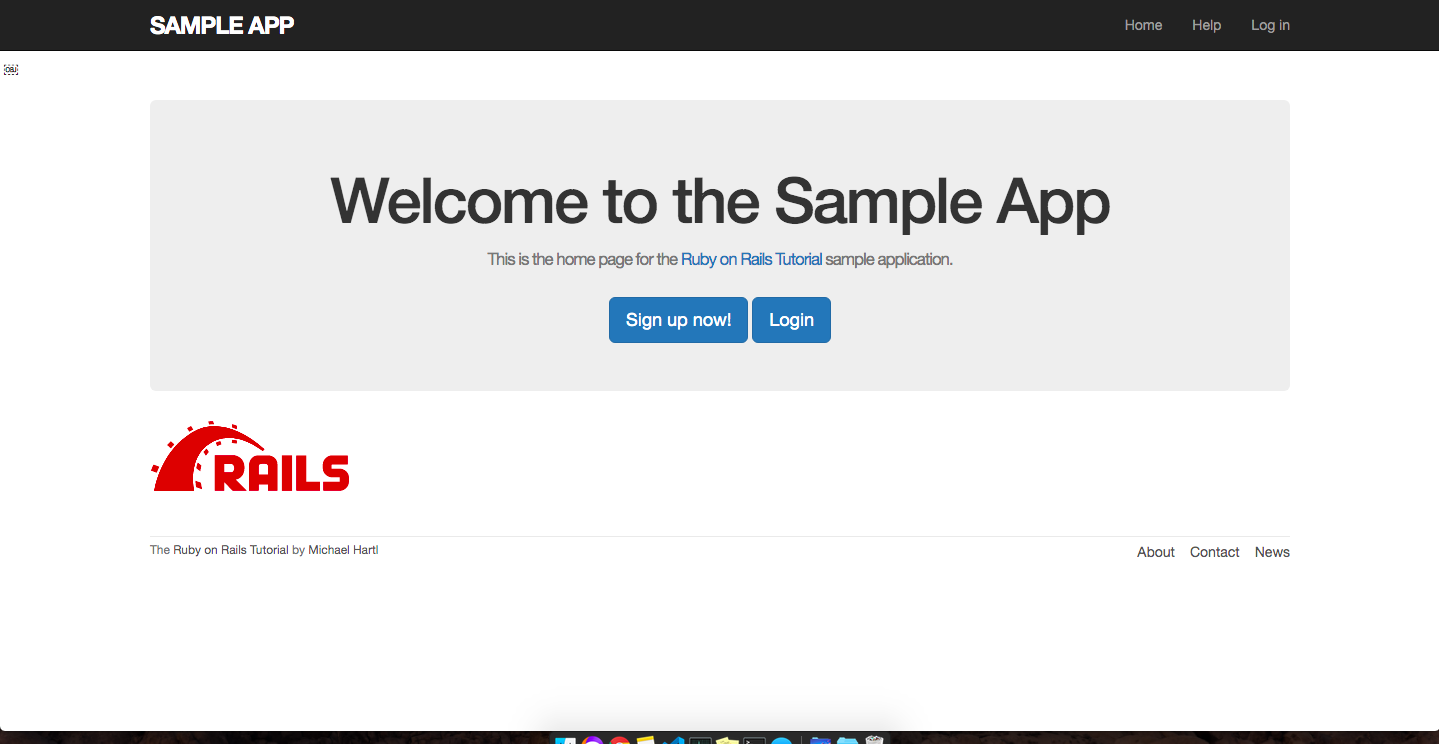 SAMPLE APP
Home Help Log in
OBJ
Welcome to the Sample App
This is the home page for the Ruby on Rails Tutorial sample application.
Sign up now! Login
RAILS
The Ruby on Rails Tutorial by Michael Hartl
About Contact News